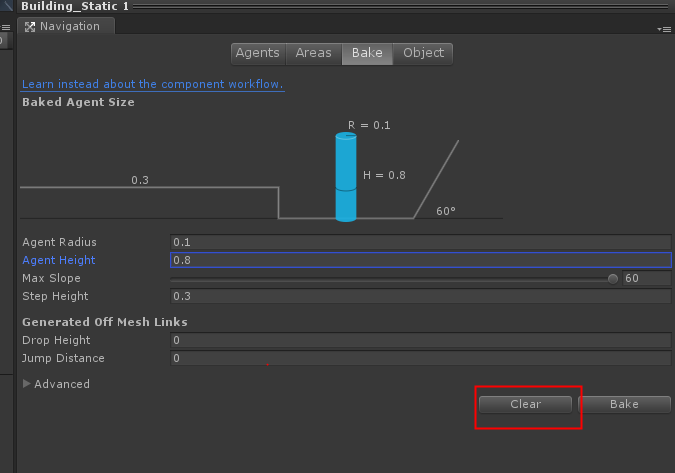 Building_Static 1
Navigation
Agents Areas Bake Object
Learn instead about the component workflow.
Baked Agent Size
R = 0.1
0.3
H = 0.8
60°
Agent Radius 0.1
Agent Height 0.8
Max Slope 60
Step Height 0.3
Generated Off Mesh Links
Drop Height 0
Jump Distance 0
Advanced
Clear Bake